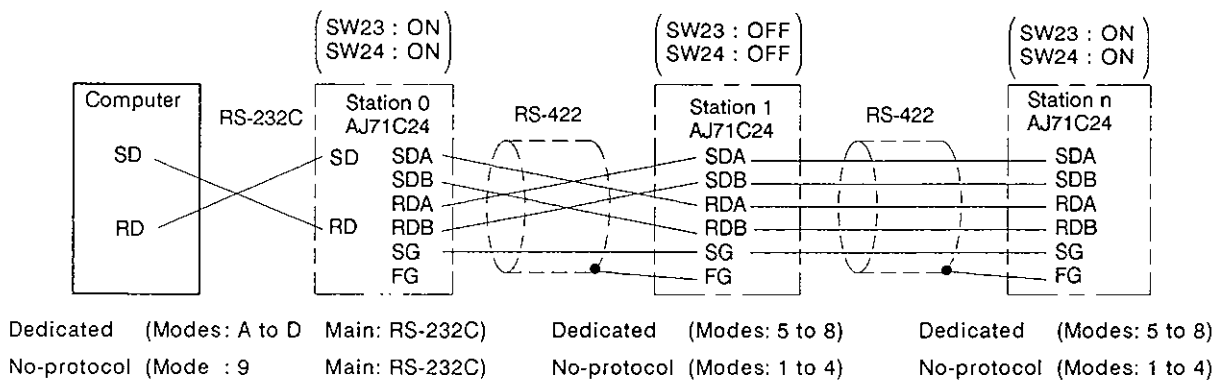 SW23 : ON
SW24 : ON
SW23 : OFF
SW24 : OFF
SW23 : ON
SW24 : ON
Computer
RS-232C
Station 0
AJ71C24
RS-422
Station 1
AJ71C24
RS-422
Station n
AJ71C24
SD
SD
SDA
SDA
SDA
SDB
SDB
SDB
RDA
RDA
RDA
RD
RD
RDB
RDB
RDB
SG
SG
SG
FG
FG
FG
Dedicated (Modes: A to D Main: RS-232C) Dedicated (Modes: 5 to 8) Dedicated (Modes: 5 to 8)
No-protocol (Mode : 9 Main: RS-232C) No-protocol (Modes: 1 to 4) No-protocol (Modes: 1 to 4)